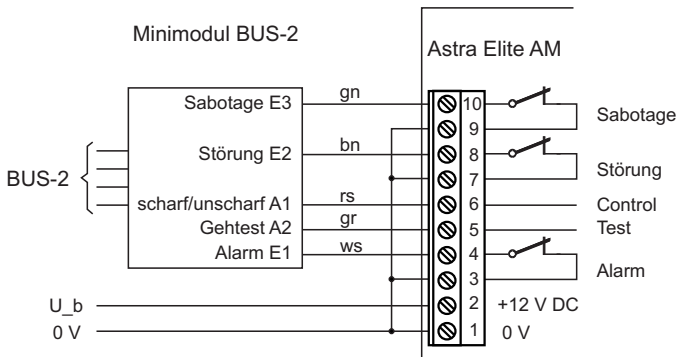 Minimodul BUS-2
Astra Elite AM
Sabotage E3 gn 10
9 Sabotage
Störung E2 bn 8
BUS-2 7 Störung
scharf/unscharf A1 rs 6 Control
Gehtest A2 gr 5 Test
Alarm E1 ws 4
3 Alarm
U_b 2 +12 V DC
0 V 1 0 V